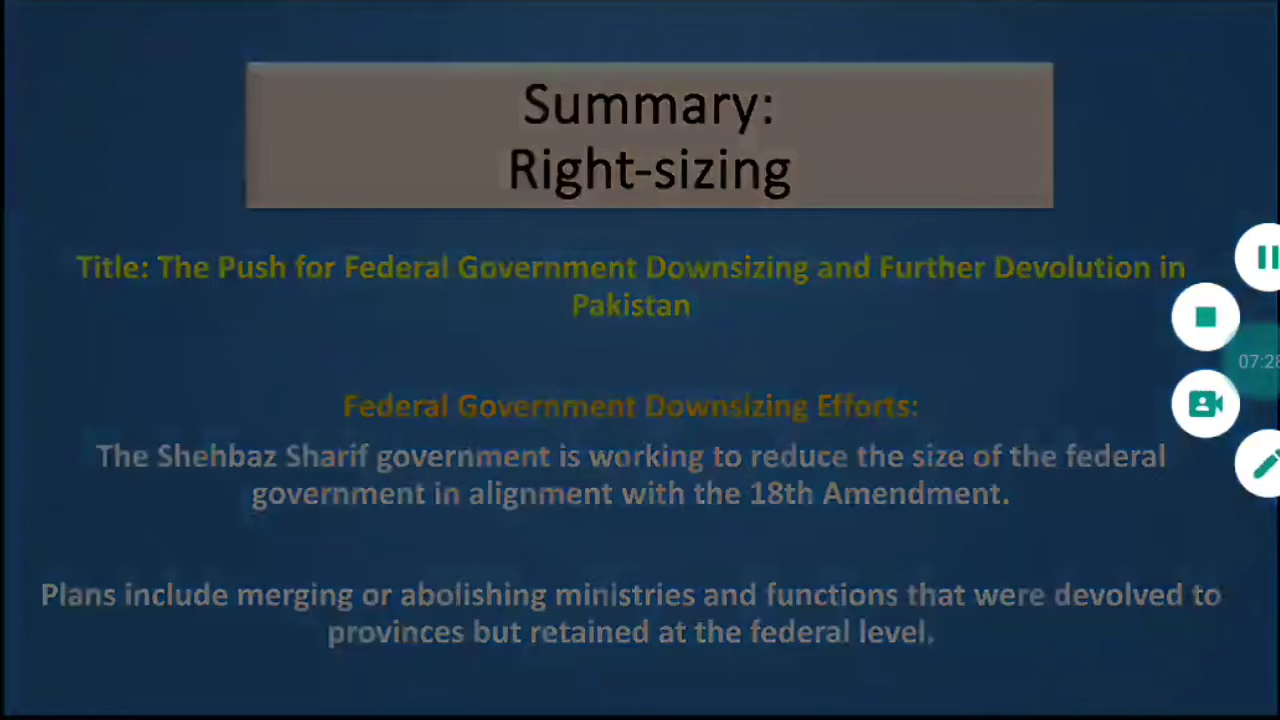 Summary:
Right-sizing
Title: The Push for Federal Government Downsizing and Further Devolution in
Pakistan
07:28
Federal Government Downsizing Efforts:
The Shehbaz Sharif government is working to reduce the size of the federal
government in alignment with the 18th Amendment.
Plans include merging or abolishing ministries and functions that were devolved to
provinces but retained at the federal level.